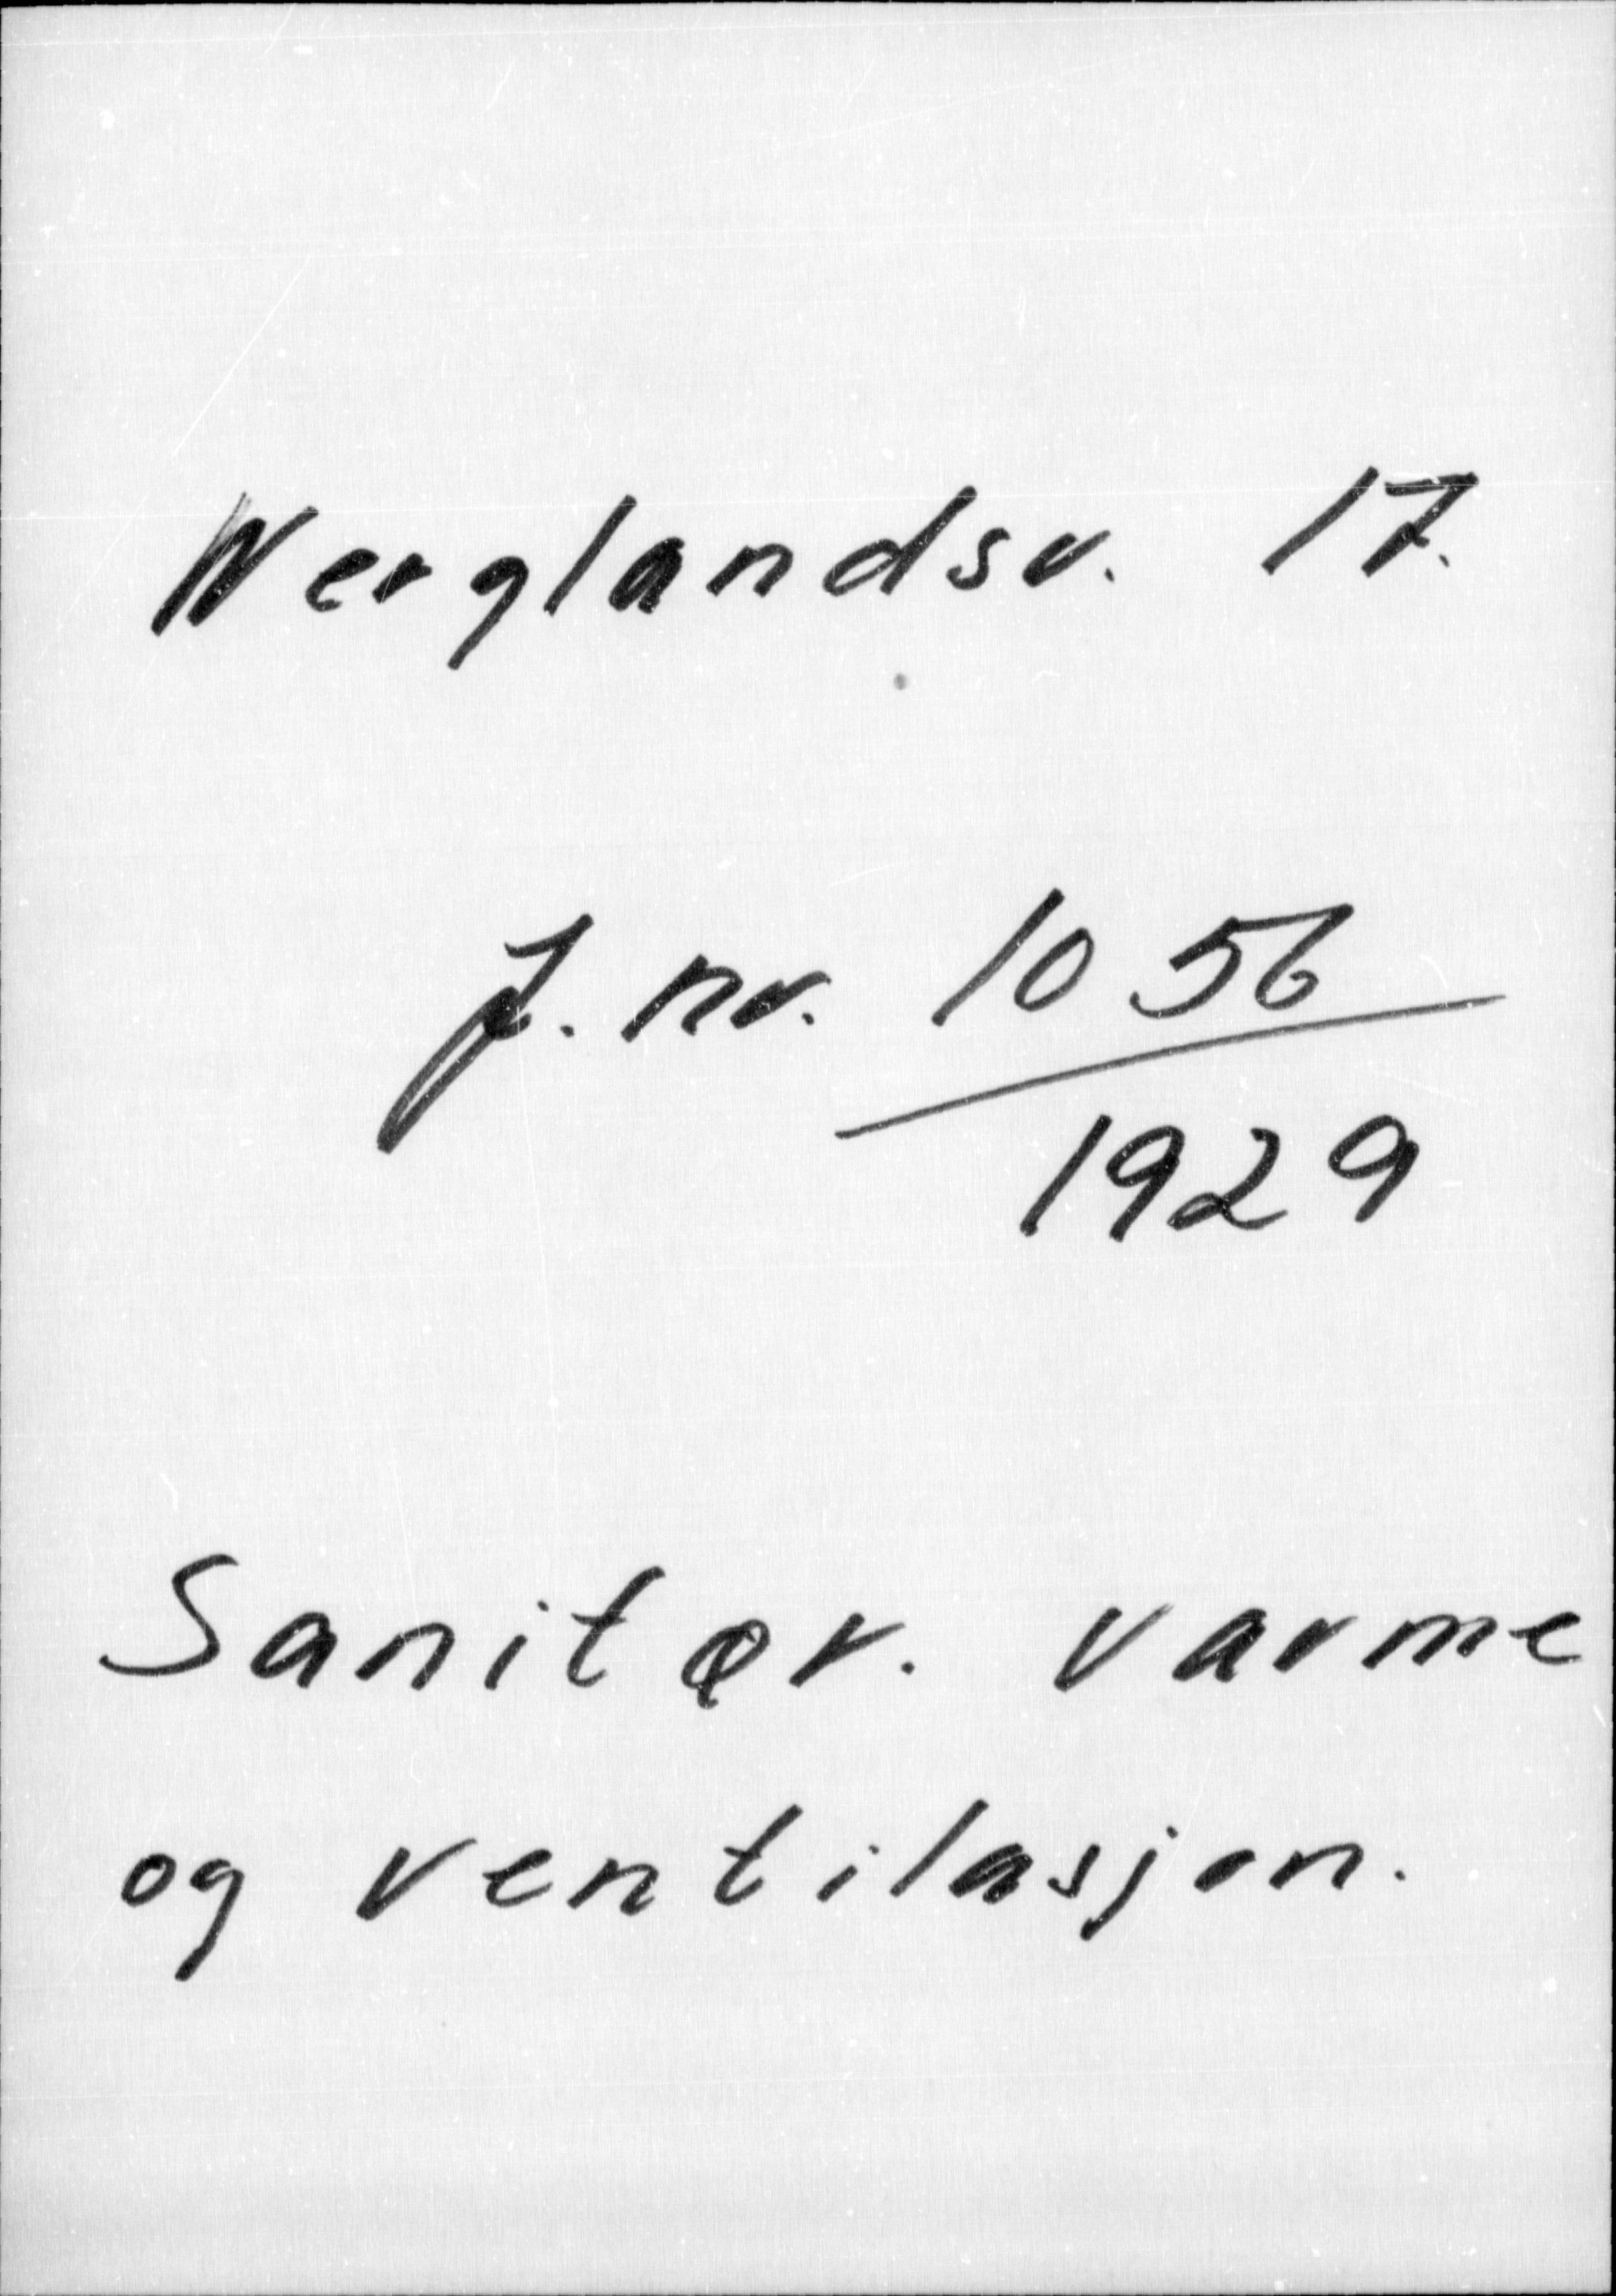 Werglandsv. 17.
J. nr. 1056
1929
Sanitær. varme
og ventilasjon.